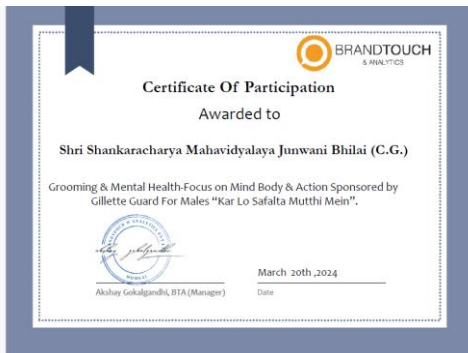 BRANDTOUCH
& ANALYTICS
Certificate Of Participation
Awarded to
Shri Shankaracharya Mahavidyalaya Junwani Bhilai (C.G.)
Grooming & Mental Health-Focus on Mind Body & Action Sponsored by
Gillette Guard For Males “Kar Lo Safalta Mutthi Mein”.
March 20th ,2024
Akshay Gokalgandhi, BTA (Manager)
Date